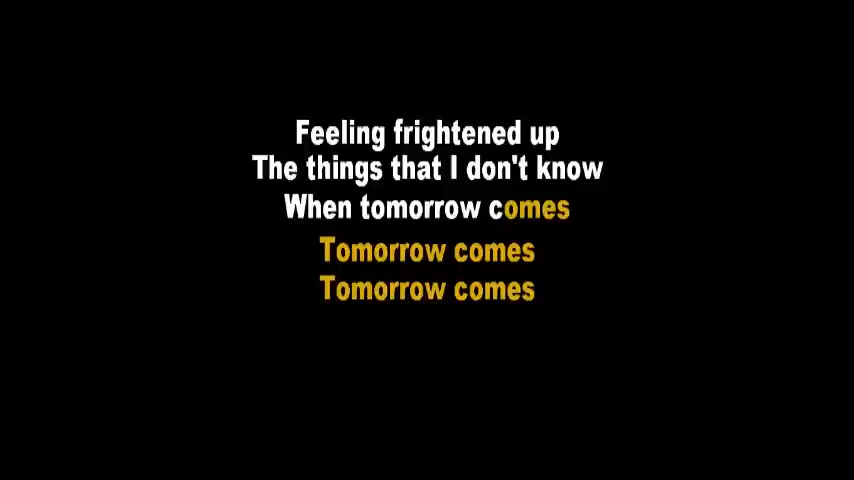 Feeling frightened up
The things that I don't know
When tomorrow comes
Tomorrow comes
Tomorrow comes